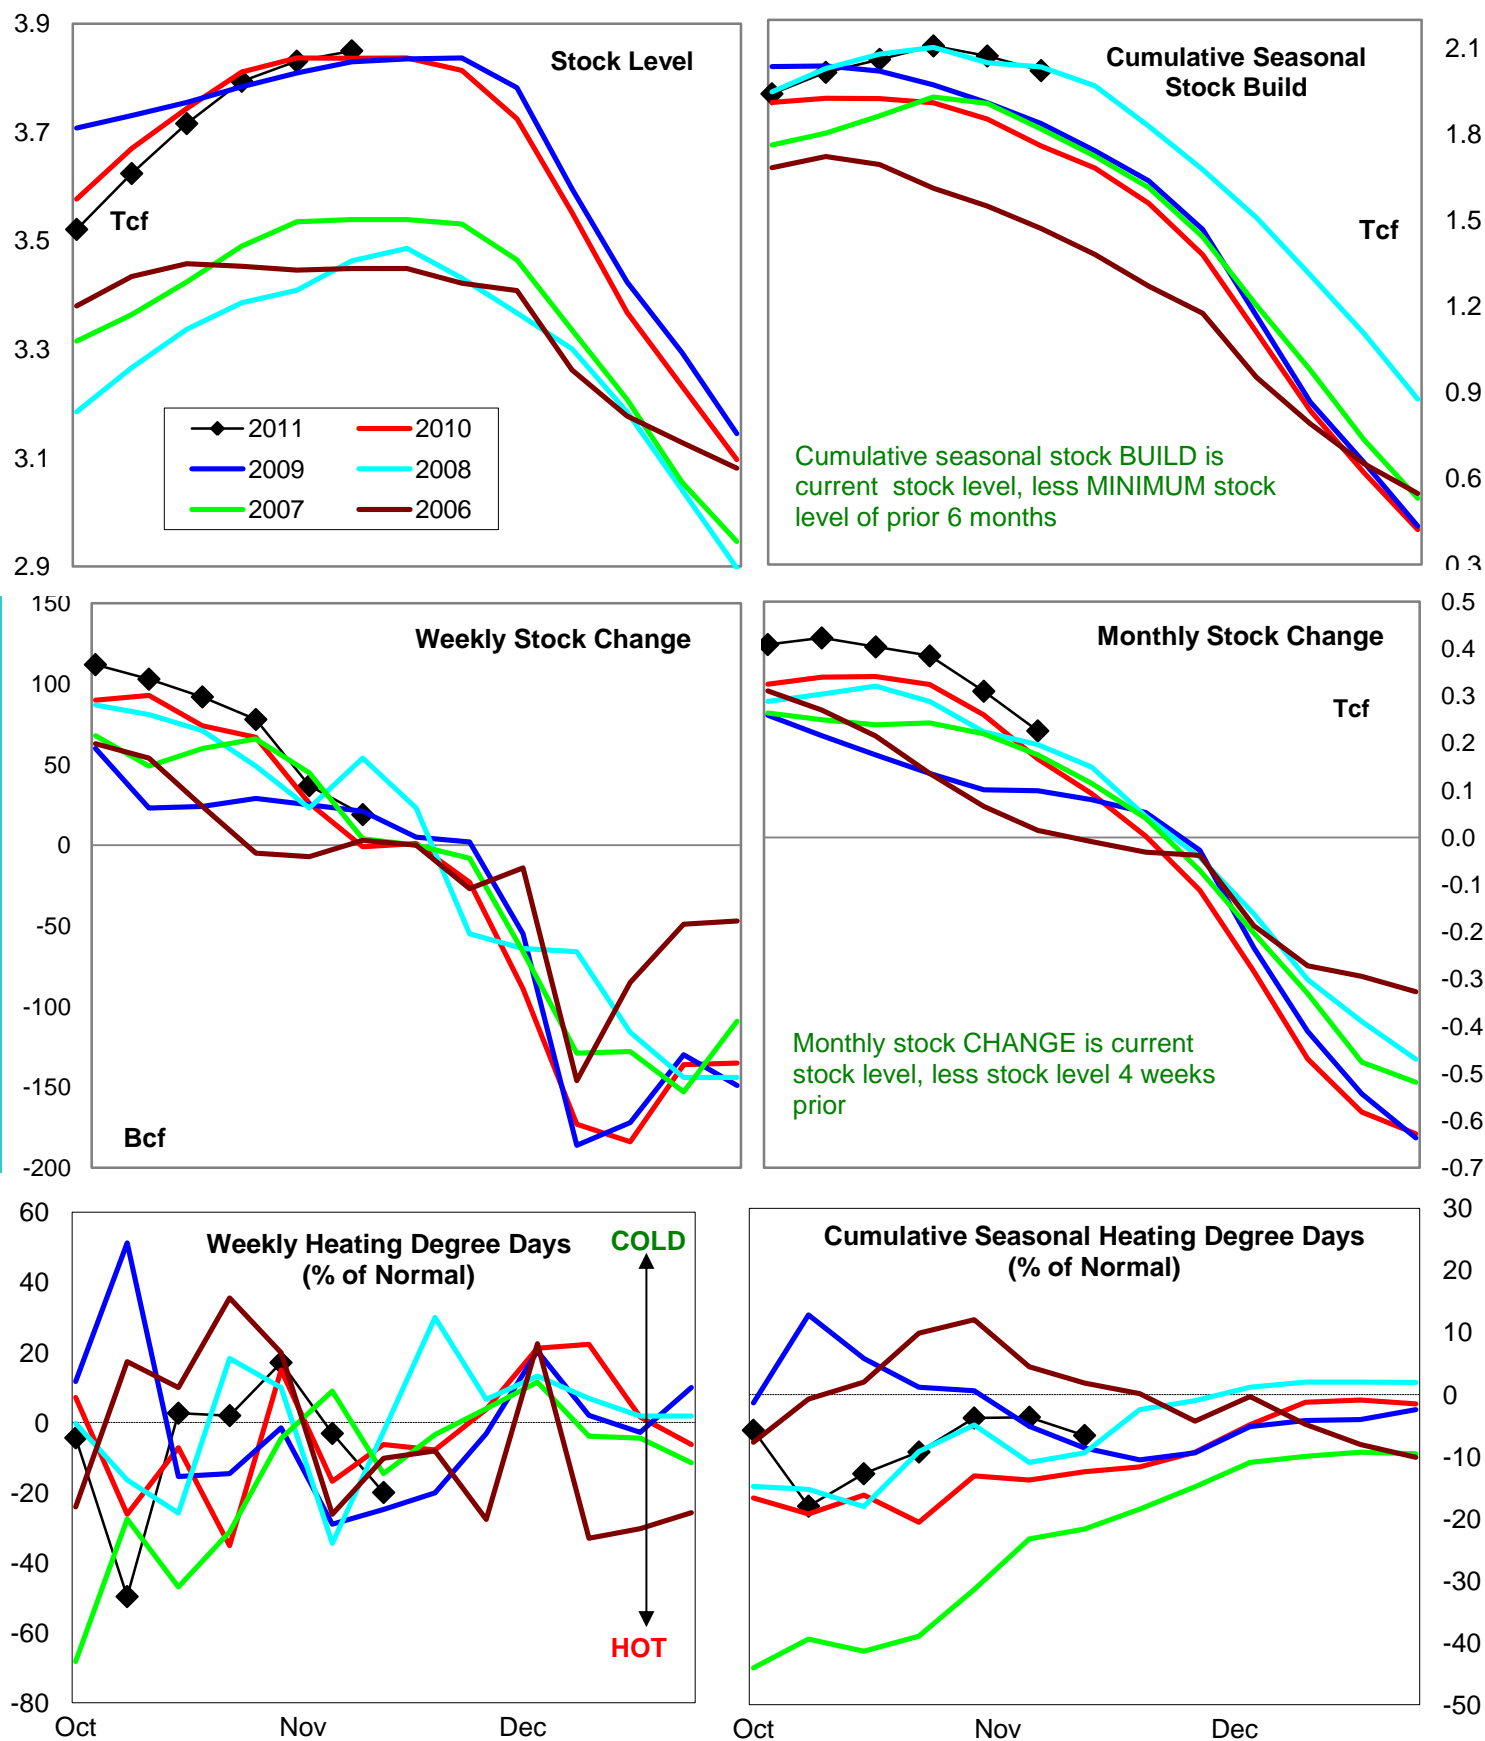 Stock Level
3.9
3.7
3.5
3.3
3.1
2.9
Tcf
2011
2010
2009
2008
2007
2006
Cumulative Seasonal
Stock Build
2.1
1.8
1.5
1.2
0.9
0.6
0.3
Tcf
Cumulative seasonal stock BUILD is
current stock level, less MINIMUM stock
level of prior 6 months
Weekly Stock Change
150
100
50
0
-50
-100
-150
-200
Bcf
Monthly Stock Change
0.5
0.4
0.3
0.2
0.1
0.0
-0.1
-0.2
-0.3
-0.4
-0.5
-0.6
-0.7
Tcf
Monthly stock CHANGE is current
stock level, less stock level 4 weeks
prior
Weekly Heating Degree Days
(% of Normal)
COLD
HOT
60
40
20
0
-20
-40
-60
-80
Oct
Nov
Dec
Cumulative Seasonal Heating Degree Days
(% of Normal)
30
20
10
0
-10
-20
-30
-40
-50
Oct
Nov
Dec